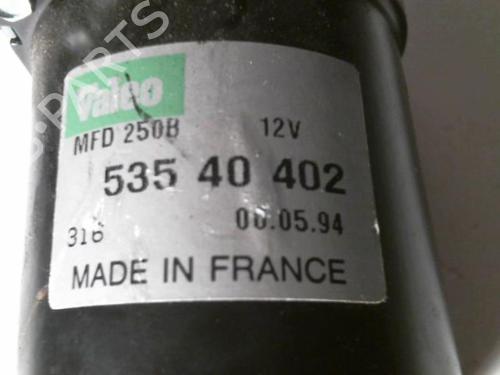 Valeo
MFD 250B 12V
535 40 402
316 00.05.94
MADE IN FRANCE